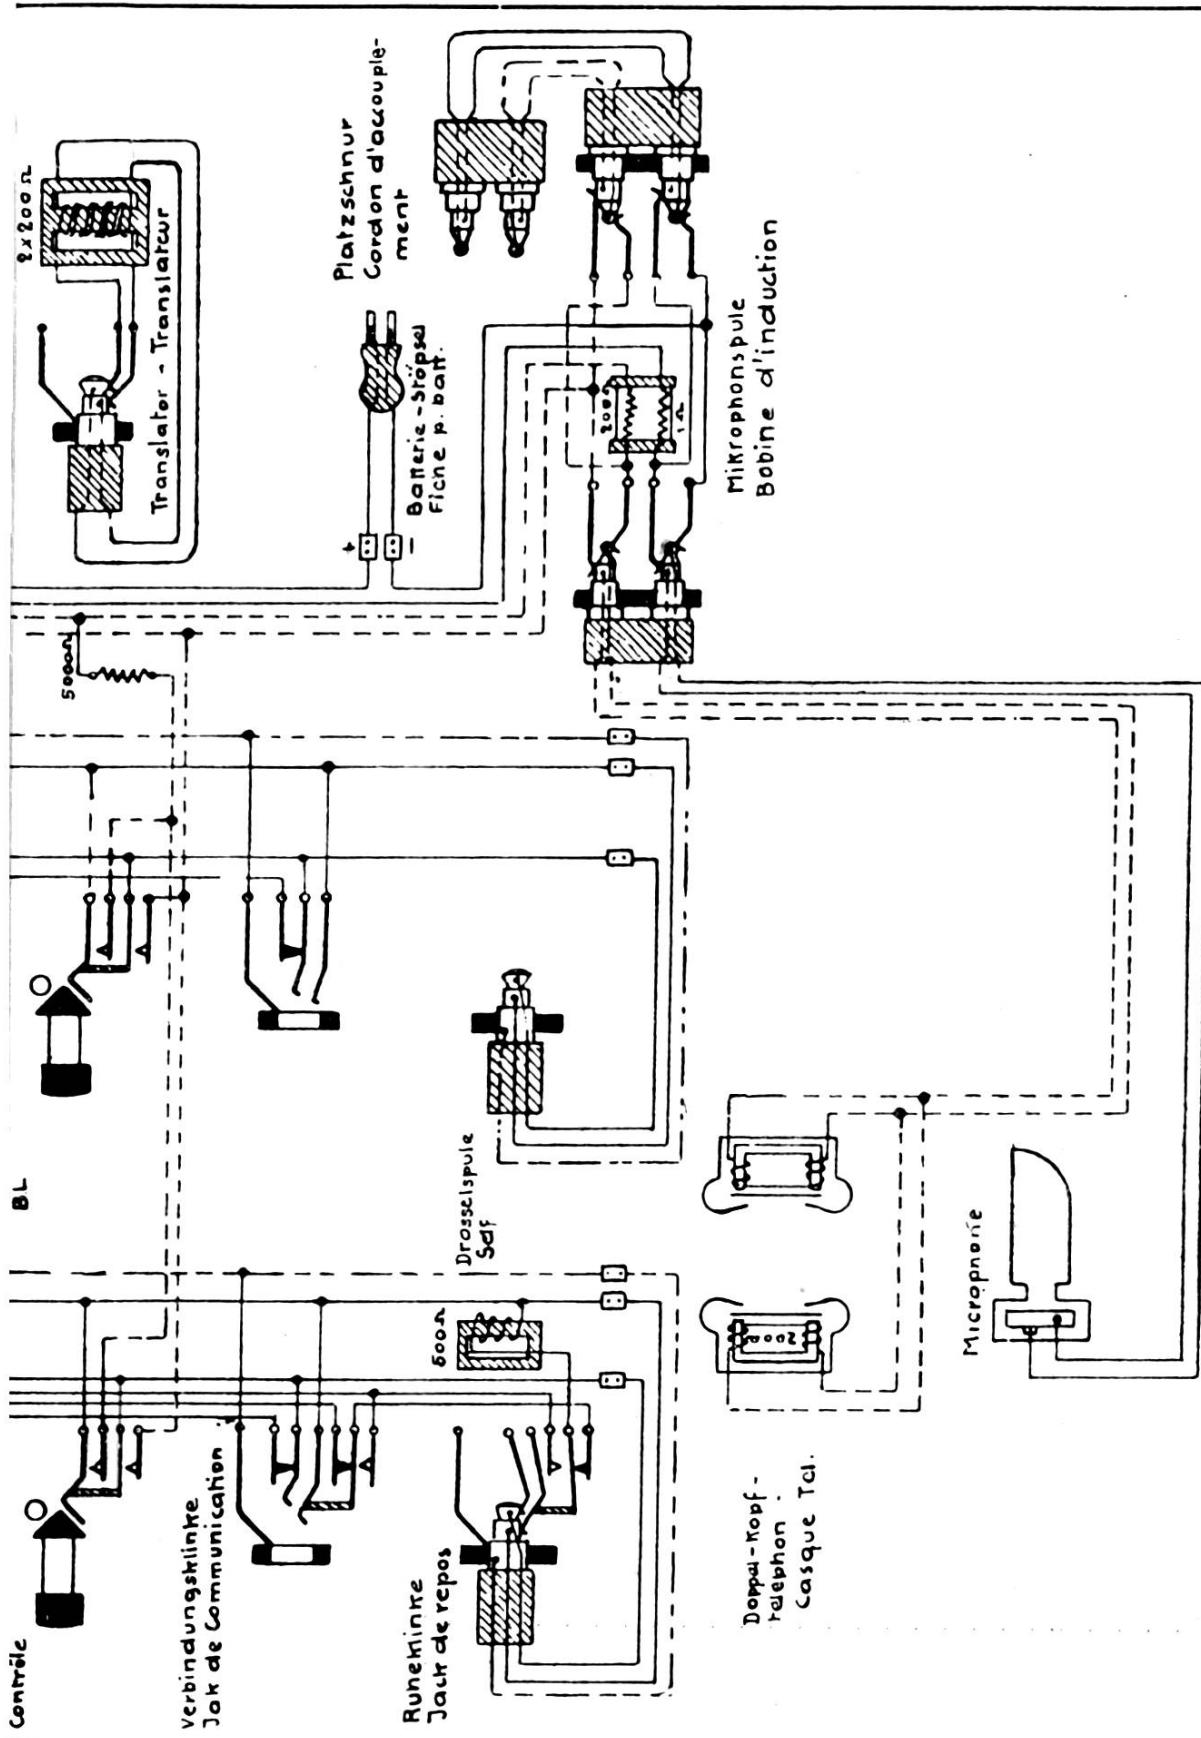 Contrôle
BL
2x200Ω
5000Ω
Translator - Translateur
Verbindungsklinke
Jak de Communication
Platzschnur
Cordon d'accouple-
ment
+
-
Batterie-Stöpsel
Fiche p. batt.
Ruheklinke
Jack de repos
500Ω
Drosselspule
Self
200Ω
1Ω
Mikrophonspule
Bobine d'induction
Doppel-Kopf-
telephon.
Casque Tel.
Microphone